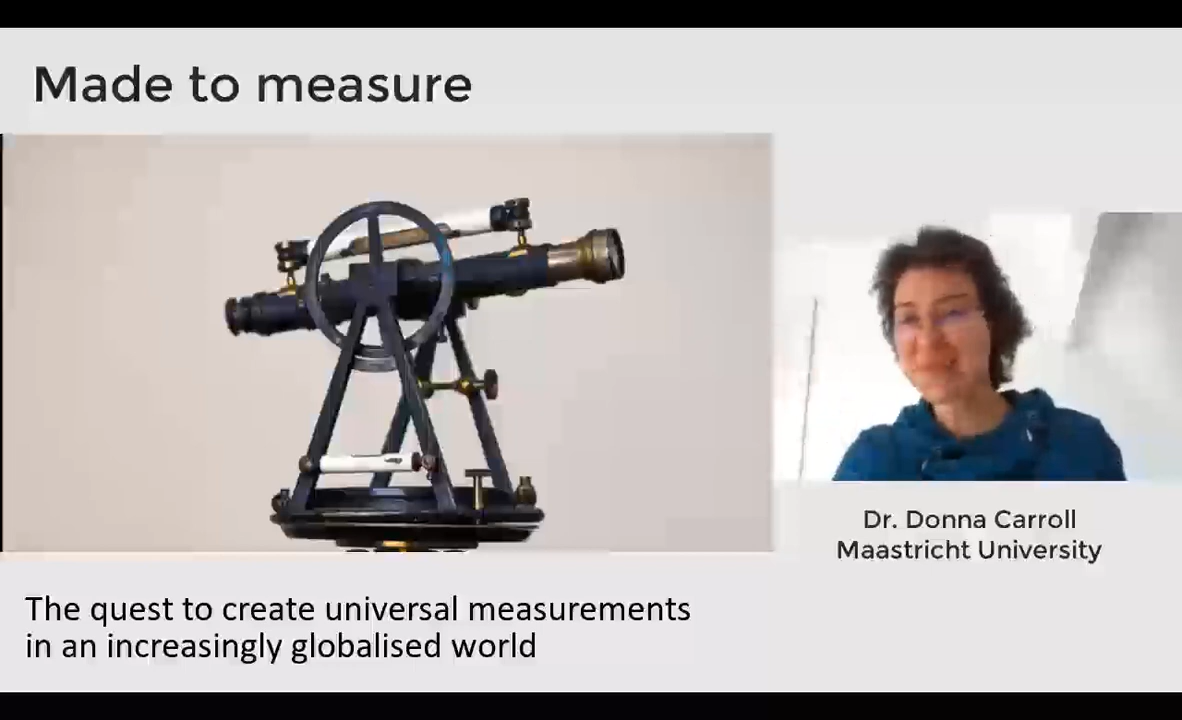 Made to measure
Dr. Donna Carroll
Maastricht University
The quest to create universal measurements
in an increasingly globalised world